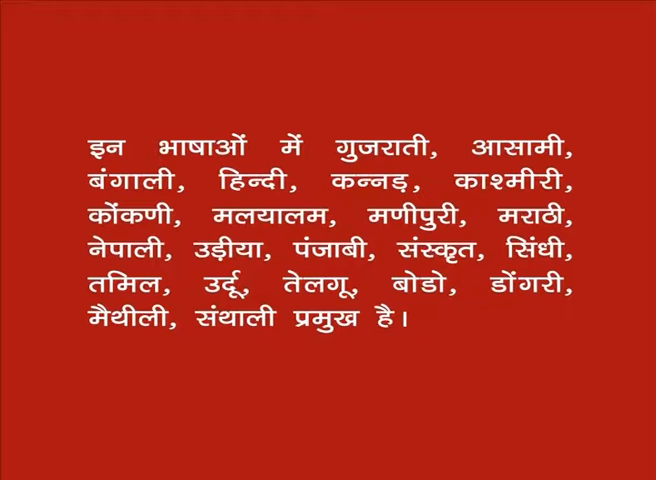 इन भाषाओं में गुजराती, आसामी,
बंगाली, हिन्दी, कन्नड़, काश्मीरी,
कोंकणी, मलयालम, मणीपुरी, मराठी,
नेपाली, उड़ीया, पंजाबी, संस्कृत, सिंधी,
तमिल, उर्दू, तेलगू, बोडो, डोंगरी,
मैथीली, संथाली प्रमुख है।